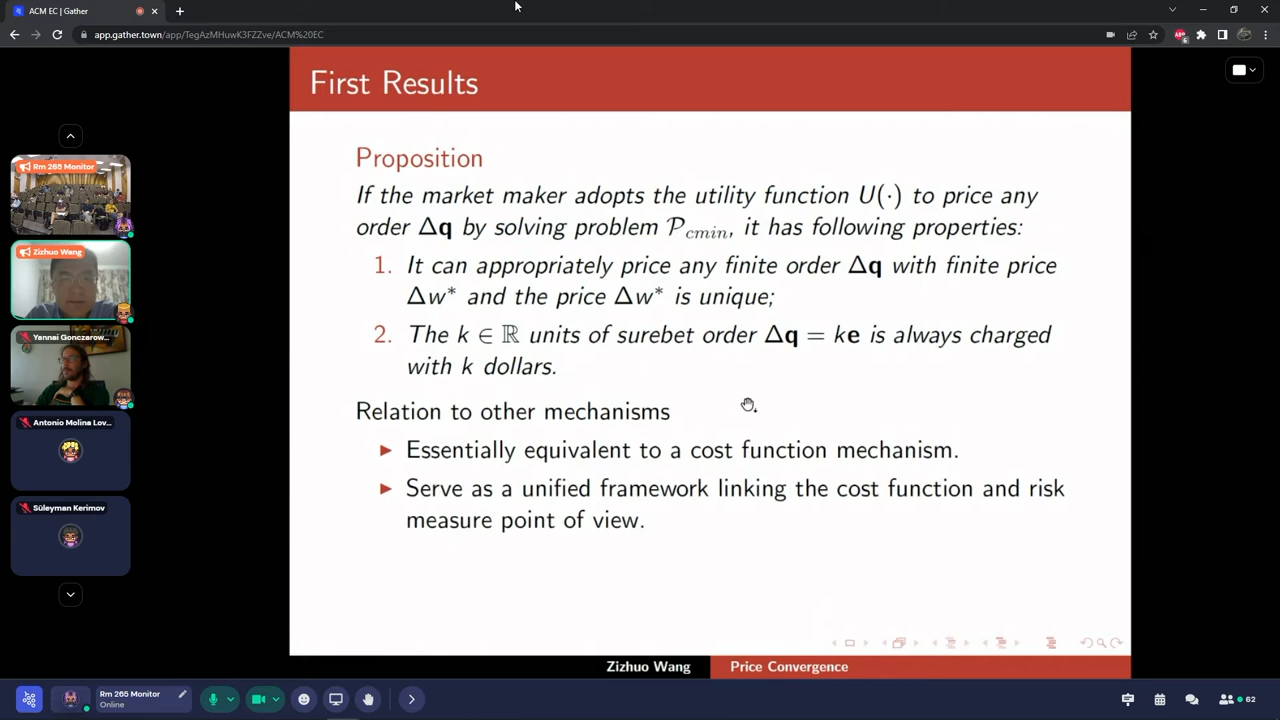 ACM EC | Gather
app.gather.town/app/TegAzMHuwK3FZZve/ACM%20EC
First Results
Proposition
If the market maker adopts the utility function U(·) to price any
order Δq by solving problem P_cmin, it has following properties:
1. It can appropriately price any finite order Δq with finite price
Δw* and the price Δw* is unique;
2. The k ∈ ℝ units of surebet order Δq = ke is always charged
with k dollars.
Relation to other mechanisms
Essentially equivalent to a cost function mechanism.
Serve as a unified framework linking the cost function and risk
measure point of view.
Zizhuo Wang
Price Convergence
Rm 265 Monitor
Zizhuo Wang
Yannai Gonczarow...
Antonio Molina Lov...
Süleyman Kerimov
Rm 265 Monitor
Online
62